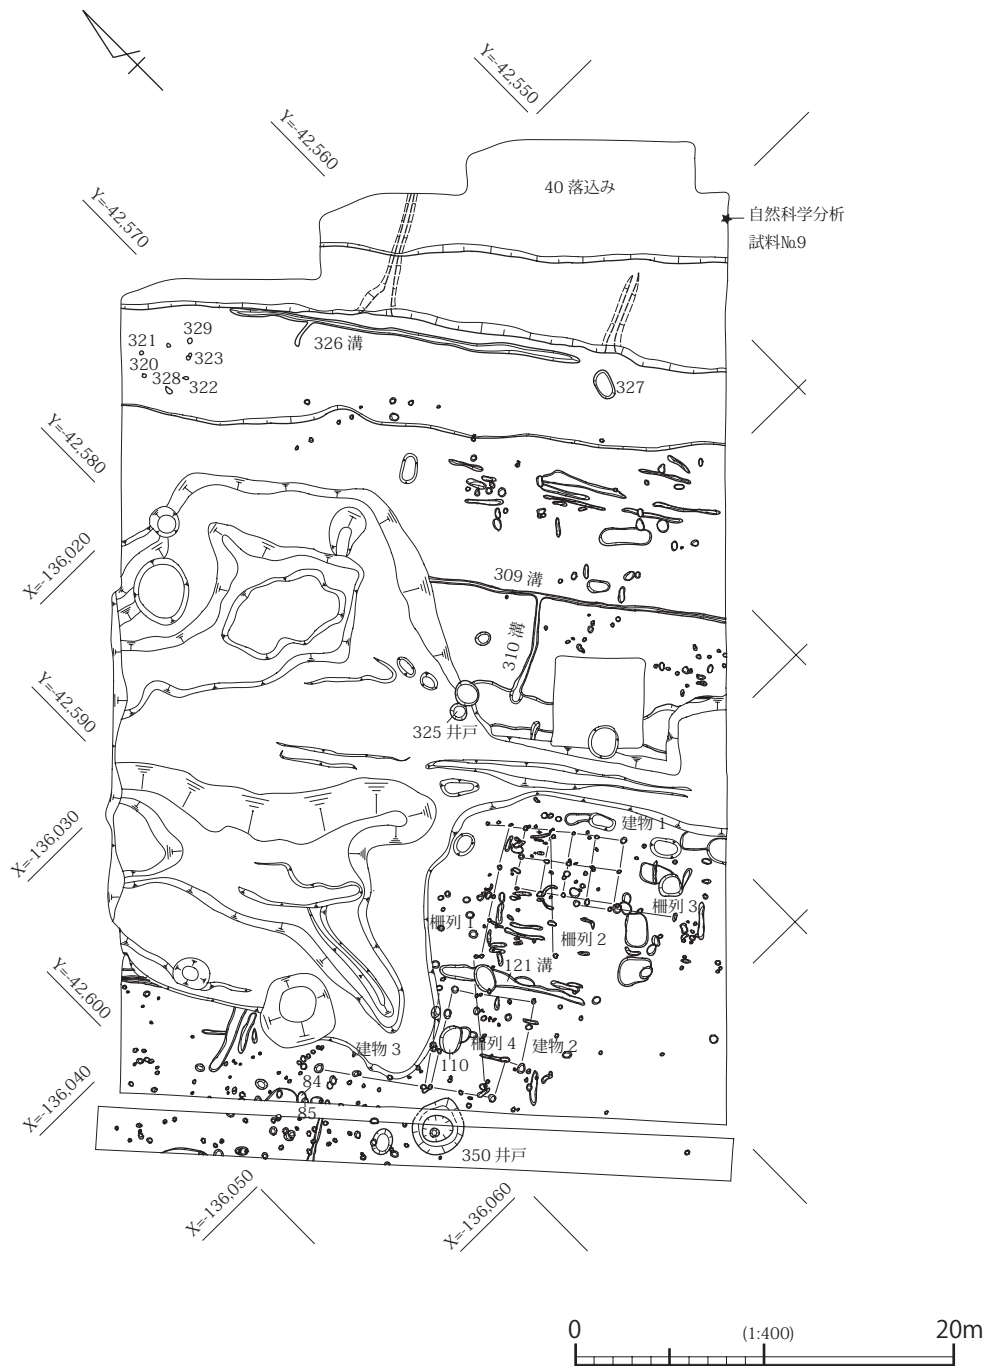 Y=-42,550
Y=-42,560
Y=-42,570
40 落込み
自然科学分析
試料№9
329
321
326 溝
323
320
328
322
327
Y=-42,580
X=-136,020
309 溝
310 溝
Y=-42,590
325 井戸
X=-136,030
建物 1
柵列 3
柵列 1
柵列 2
121 溝
Y=-42,600
建物 3
柵列 4
建物 2
110
84
X=-136,040
85
350 井戸
X=-136,050
X=-136,060
0
(1:400)
20m